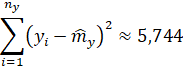 ∑_{i=1}^{n_y} (y_i − m̂_y)² ≈ 5,744